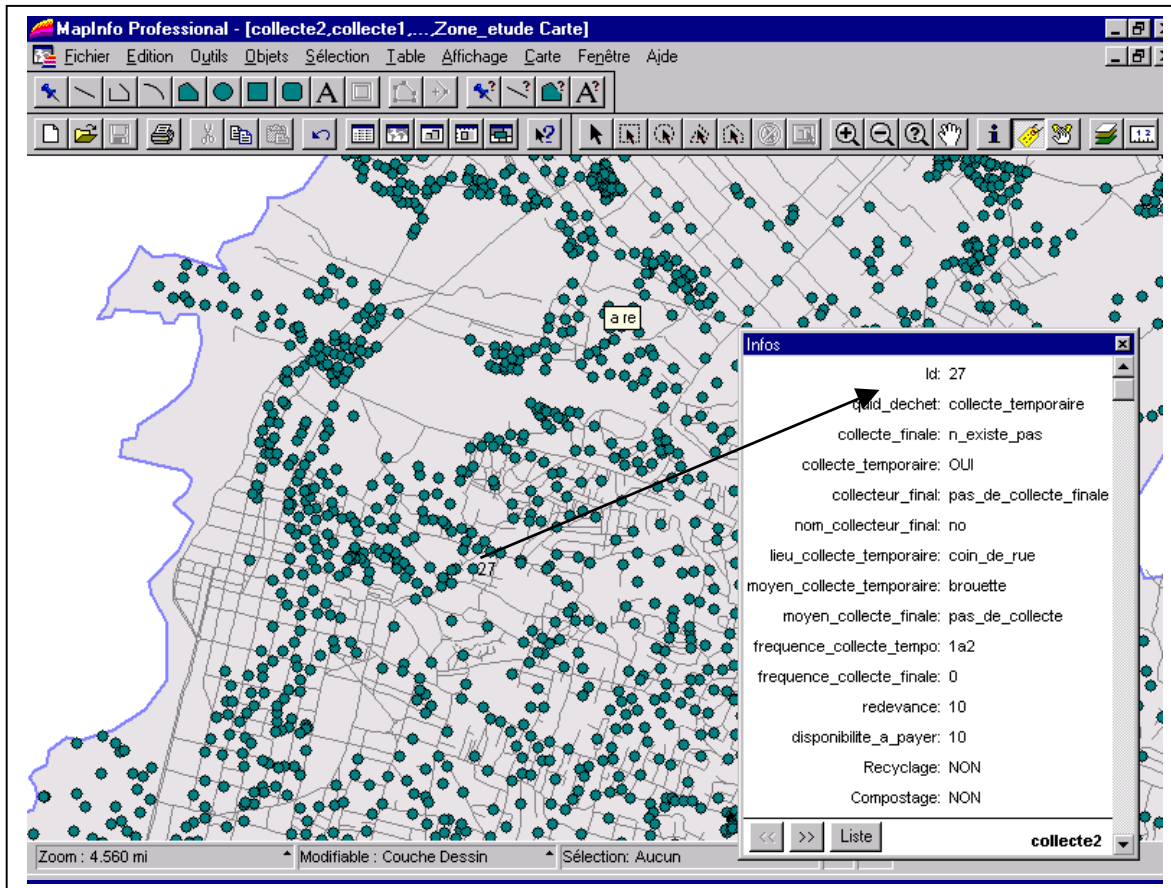 MapInfo Professional - [collecte2,collecte1,...,Zone_etude Carte]
Fichier Edition Outils Objets Sélection Table Affichage Carte Fenêtre Aide
a re
Infos
Id: 27
quid_dechet: collecte_temporaire
collecte_finale: n_existe_pas
collecte_temporaire: OUI
collecteur_final: pas_de_collecte_finale
nom_collecteur_final: no
lieu_collecte_temporaire: coin_de_rue
27
moyen_collecte_temporaire: brouette
moyen_collecte_finale: pas_de_collecte
frequence_collecte_tempo: 1a2
frequence_collecte_finale: 0
redevance: 10
disponibilite_a_payer: 10
Recyclage: NON
Compostage: NON
<< >> Liste collecte2
Zoom : 4.560 mi Modifiable : Couche Dessin Sélection: Aucun